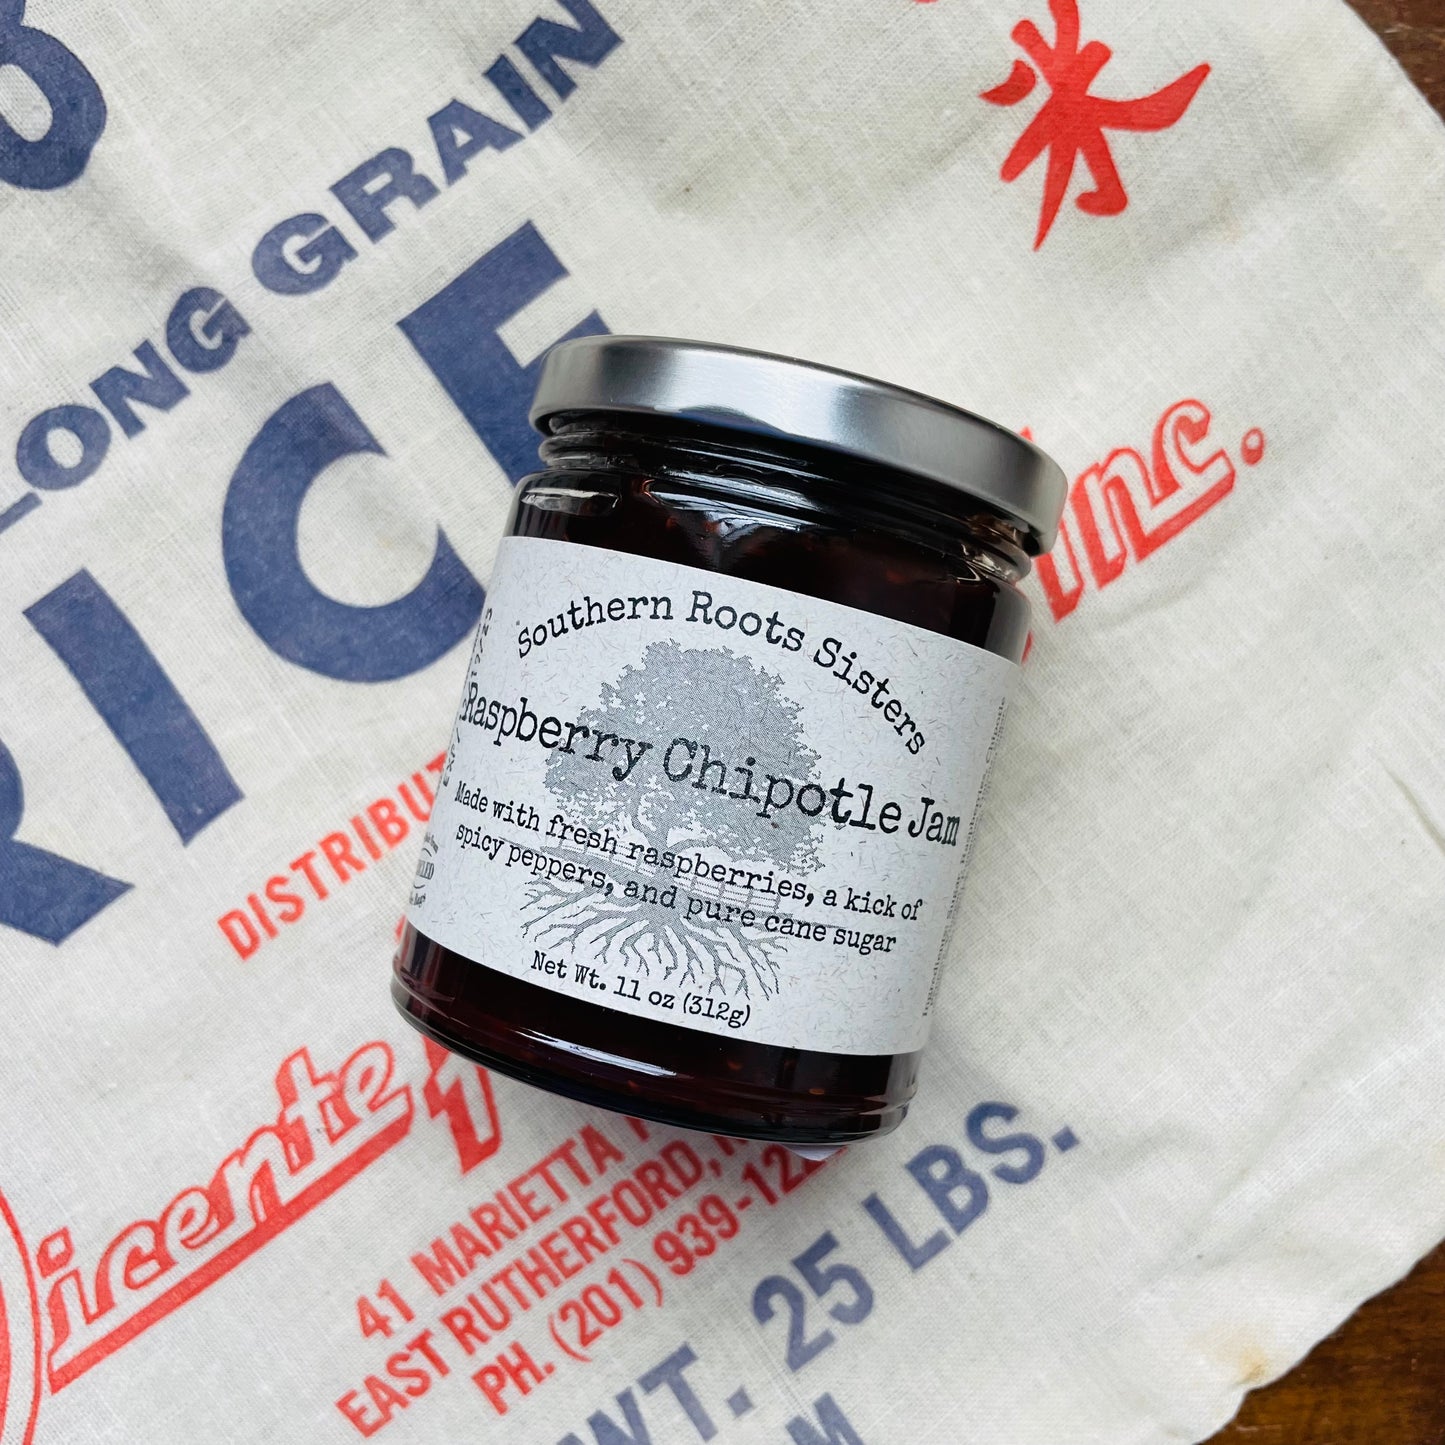 LONG GRAIN
RICE
米
DISTRIBUT
Inc.
Southern Roots Sisters
Raspberry Chipotle Jam
Made with fresh raspberries, a kick of
spicy peppers, and pure cane sugar
Net Wt. 11 oz (312g)
Vicente
41 MARIETTA
EAST RUTHERFORD,
PH. (201) 939-12
WT. 25 LBS.